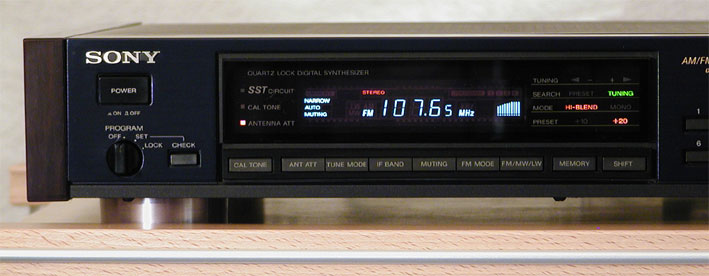 SONY
POWER
ON OFF
PROGRAM
OFF SET
LOCK CHECK
QUARTZ LOCK DIGITAL SYNTHESIZER
SST CIRCUIT
CAL TONE
ANTENNA ATT
STEREO
NARROW
AUTO
MUTING
FM 107.65 MHz
TUNING - +
SEARCH PRESET TUNING
MODE HI-BLEND MONO
PRESET +10 +20
AM/FM
1
6
CAL TONE ANT ATT TUNE MODE IF BAND MUTING FM MODE FM/MW/LW MEMORY SHIFT